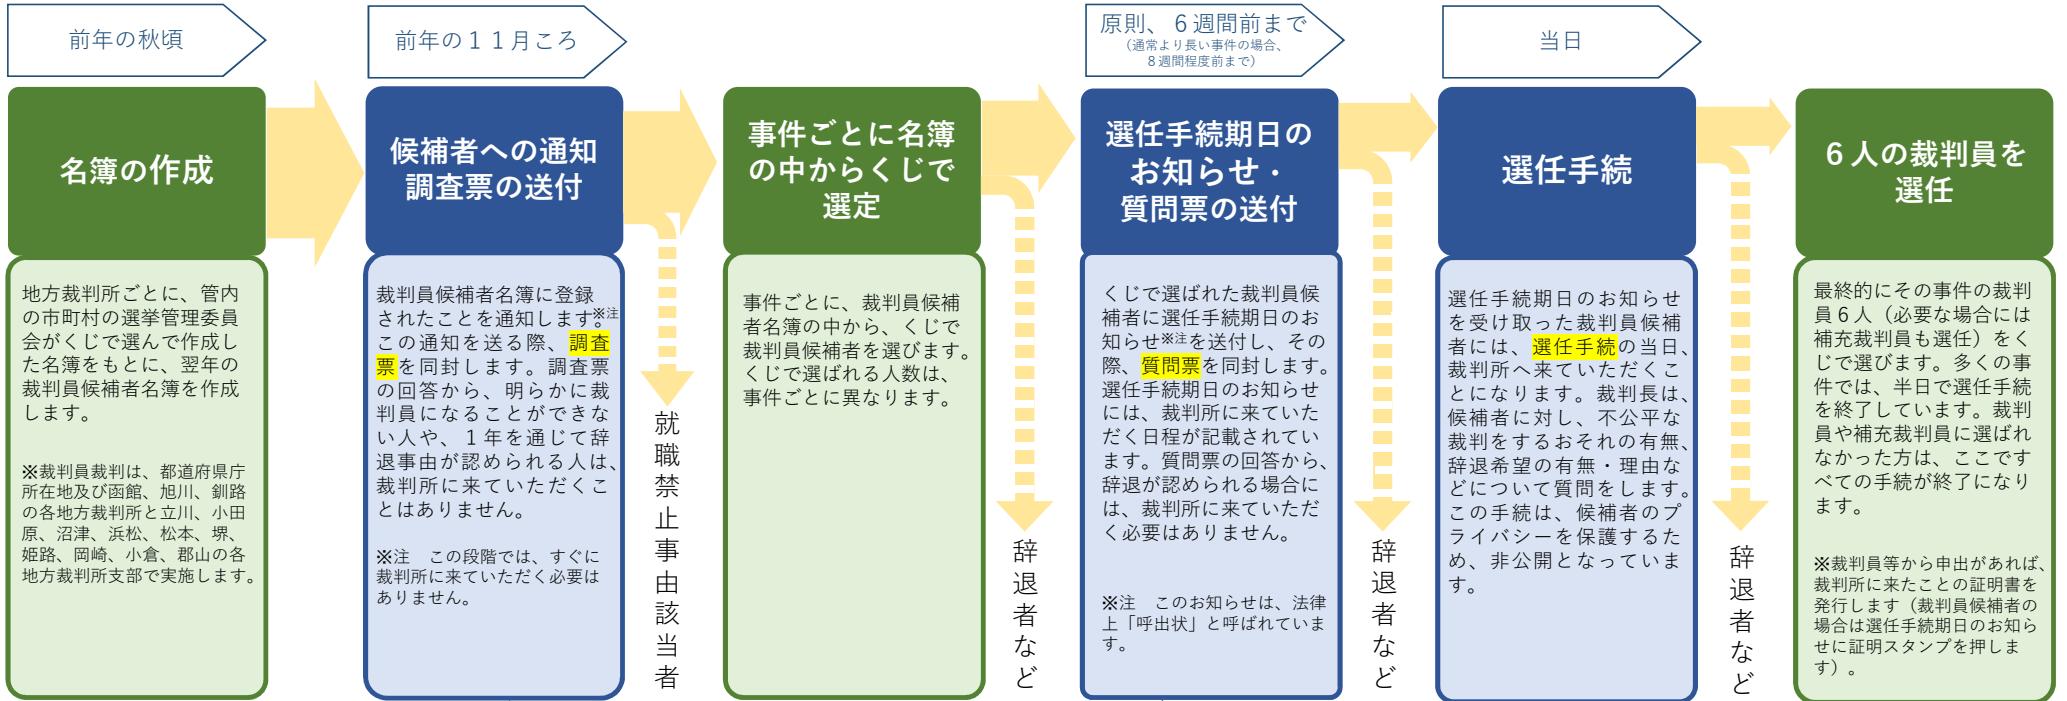 前年の秋頃
名簿の作成
地方裁判所ごとに、管内
の市町村の選挙管理委員
会がくじで選んで作成し
た名簿をもとに、翌年の
裁判員候補者名簿を作成
します。
※裁判員裁判は、都道府県庁
所在地及び函館、旭川、釧路
の各地方裁判所と立川、小田
原、沼津、浜松、松本、堺、
姫路、岡崎、小倉、郡山の各
地方裁判所支部で実施します。
前年の１１月ころ
候補者への通知
調査票の送付
裁判員候補者名簿に登録
されたことを通知します。※注
この通知を送る際、調査
票を同封します。調査票
の回答から、明らかに裁
判員になることができな
い人や、１年を通じて辞
退事由が認められる人は、
裁判所に来ていただくこ
とはありません。
※注　この段階では、すぐに
裁判所に来ていただく必要は
ありません。
就職禁止事由該当者
事件ごとに名簿
の中からくじで
選定
事件ごとに、裁判員候補
者名簿の中から、くじで
裁判員候補者を選びます。
くじで選ばれる人数は、
事件ごとに異なります。
辞退者など
原則、６週間前まで
（通常より長い事件の場合、
８週間程度前まで）
選任手続期日の
お知らせ・
質問票の送付
くじで選ばれた裁判員候
補者に選任手続期日のお
知らせ※注を送付し、その
際、質問票を同封します。
選任手続期日のお知らせ
には、裁判所に来ていた
だく日程が記載されてい
ます。質問票の回答から、
辞退が認められる場合に
は、裁判所に来ていただ
く必要はありません。
※注　このお知らせは、法律
上「呼出状」と呼ばれていま
す。
辞退者など
当日
選任手続
選任手続期日のお知らせ
を受け取った裁判員候補
者には、選任手続の当日、
裁判所へ来ていただくこ
とになります。裁判長は、
候補者に対し、不公平な
裁判をするおそれの有無、
辞退希望の有無・理由な
どについて質問をします。
この手続は、候補者のプ
ライバシーを保護するた
め、非公開となっていま
す。
辞退者など
６人の裁判員を
選任
最終的にその事件の裁判
員６人（必要な場合には
補充裁判員も選任）をく
じで選びます。多くの事
件では、半日で選任手続
を終了しています。裁判
員や補充裁判員に選ばれ
なかった方は、ここです
べての手続が終了になり
ます。
※裁判員等から申出があれば、
裁判所に来たことの証明書を
発行します（裁判員候補者の
場合は選任手続期日のお知ら
せに証明スタンプを押しま
す）。